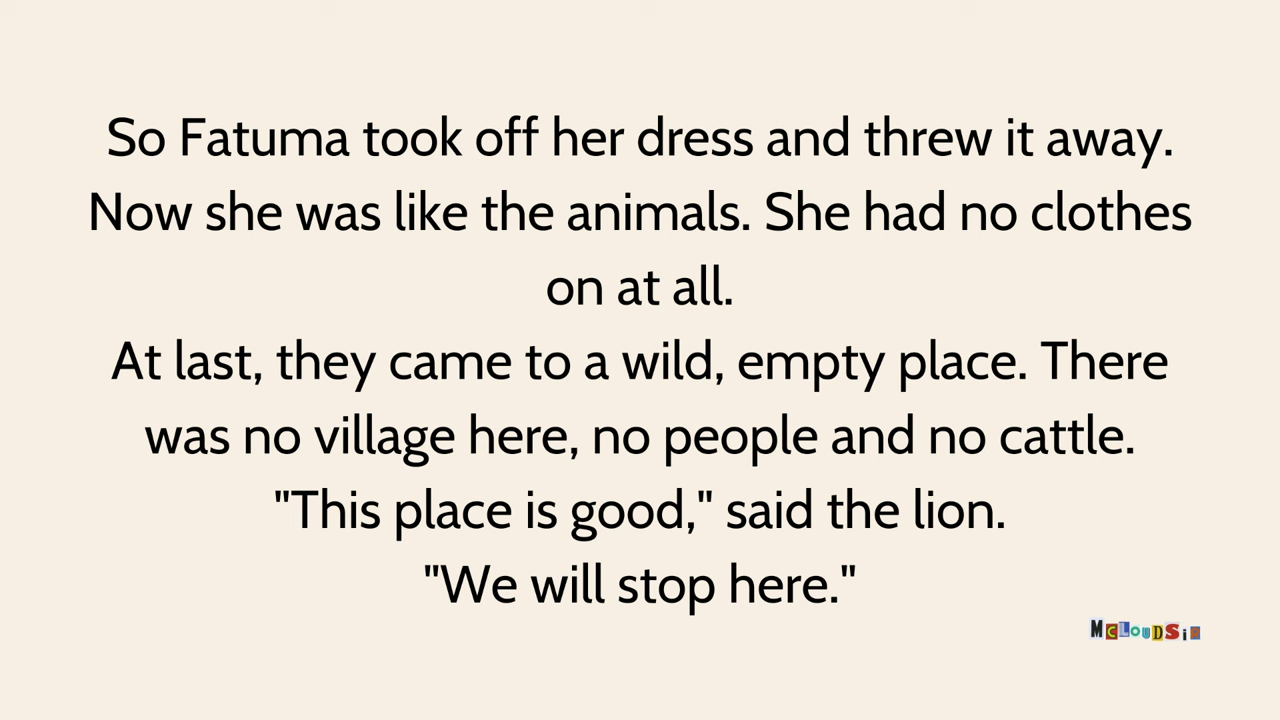 So Fatuma took off her dress and threw it away.
Now she was like the animals. She had no clothes
on at all.
At last, they came to a wild, empty place. There
was no village here, no people and no cattle.
"This place is good," said the lion.
"We will stop here."